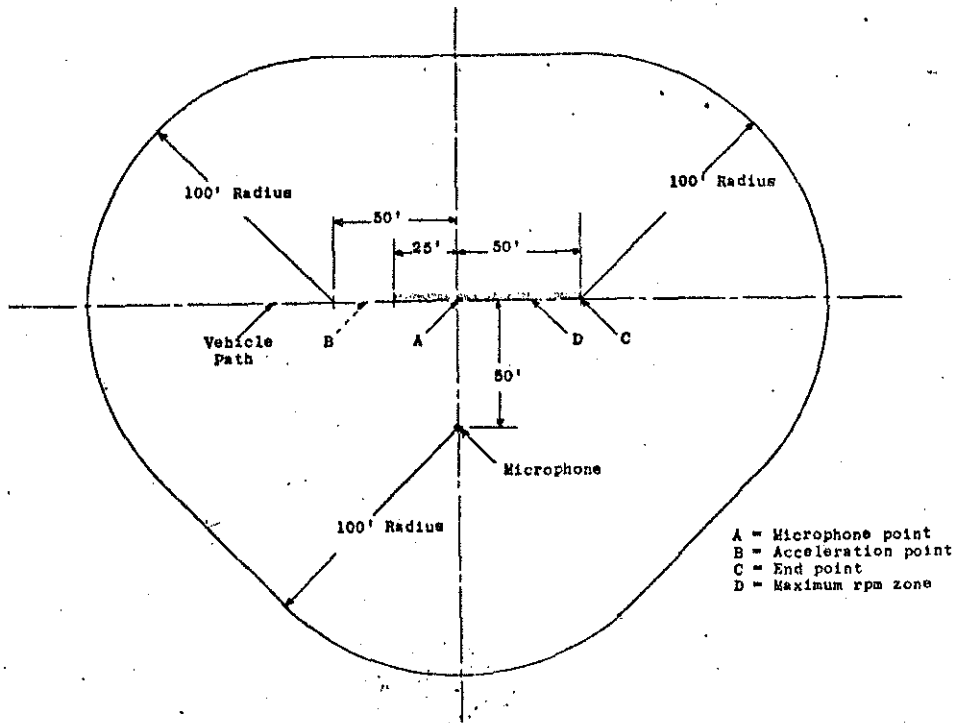 100' Radius
100' Radius
50'
25'
50'
Vehicle
Path
B
A
D
C
50'
Microphone
100' Radius
A = Microphone point
B = Acceleration point
C = End point
D = Maximum rpm zone